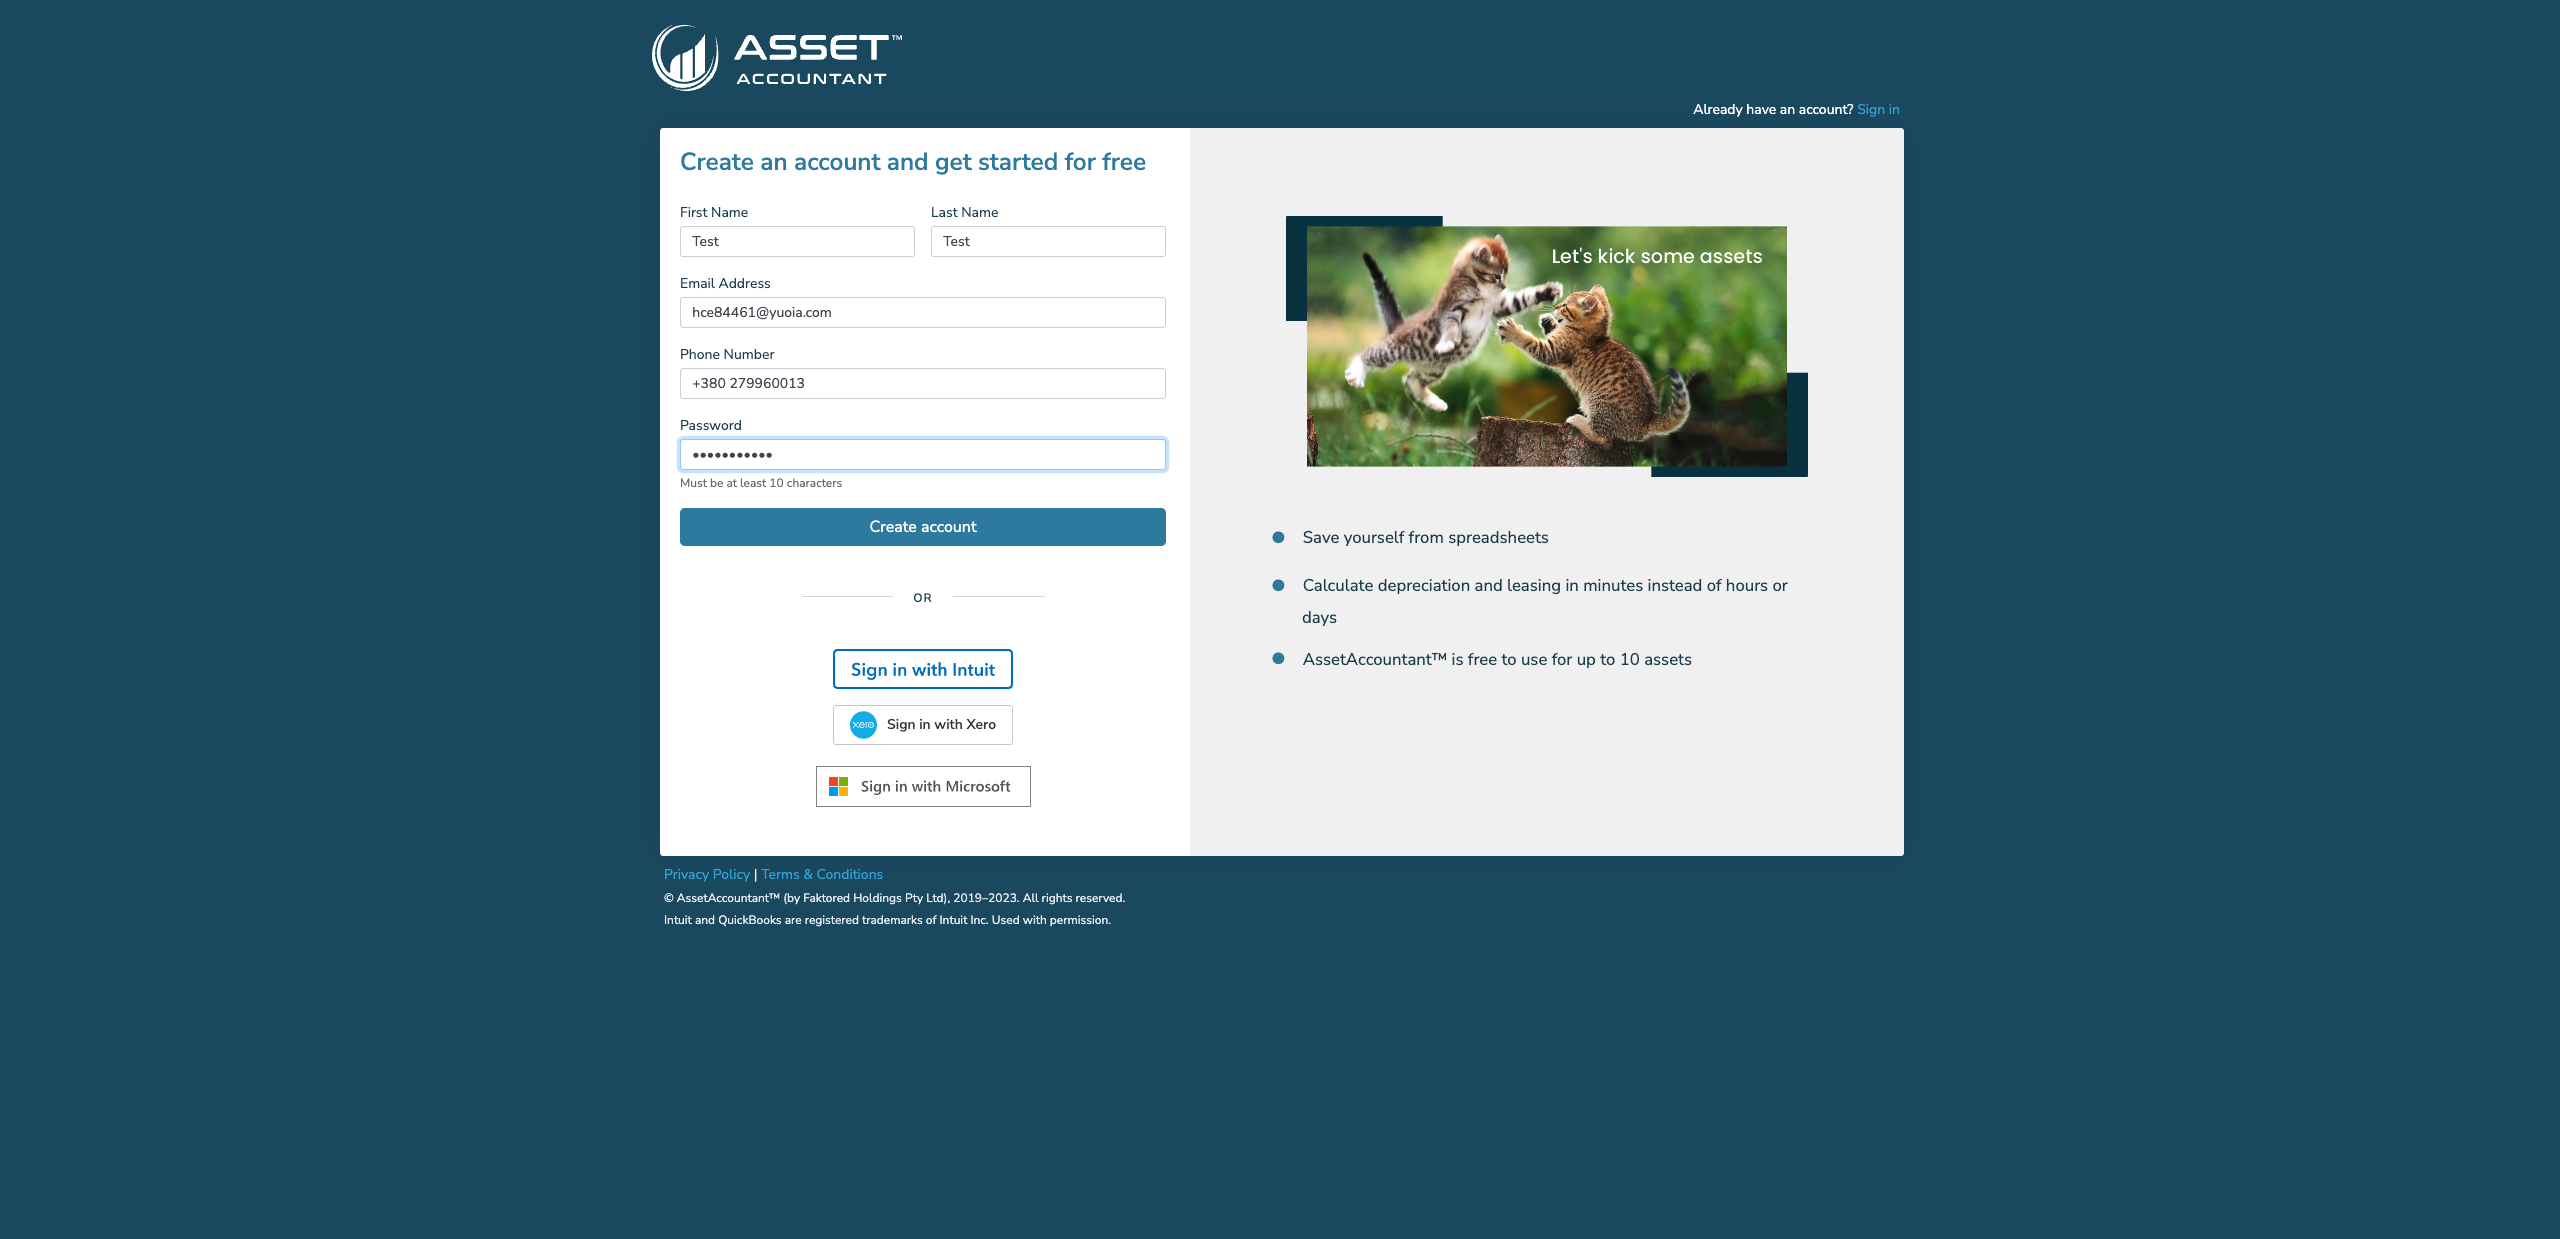 ASSET™
ACCOUNTANT
Already have an account? Sign in
Create an account and get started for free
First Name
Last Name
Test
Test
Email Address
hce84461@yuoia.com
Phone Number
+380 279960013
Password
•••••••••••
Must be at least 10 characters
Create account
OR
Sign in with Intuit
xero Sign in with Xero
Sign in with Microsoft
Let's kick some assets
Save yourself from spreadsheets
Calculate depreciation and leasing in minutes instead of hours or
days
AssetAccountant™ is free to use for up to 10 assets
Privacy Policy | Terms & Conditions
© AssetAccountant™ (by Faktored Holdings Pty Ltd), 2019–2023. All rights reserved.
Intuit and QuickBooks are registered trademarks of Intuit Inc. Used with permission.